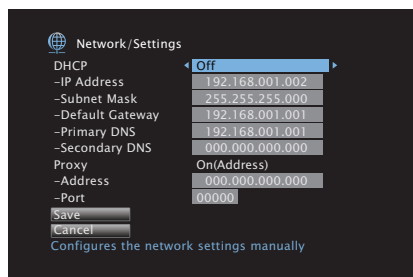 Network/Settings
DHCP Off
–IP Address 192.168.001.002
–Subnet Mask 255.255.255.000
–Default Gateway 192.168.001.001
–Primary DNS 192.168.001.001
–Secondary DNS 000.000.000.000
Proxy On(Address)
–Address 000.000.000.000
–Port 00000
Save
Cancel
Configures the network settings manually